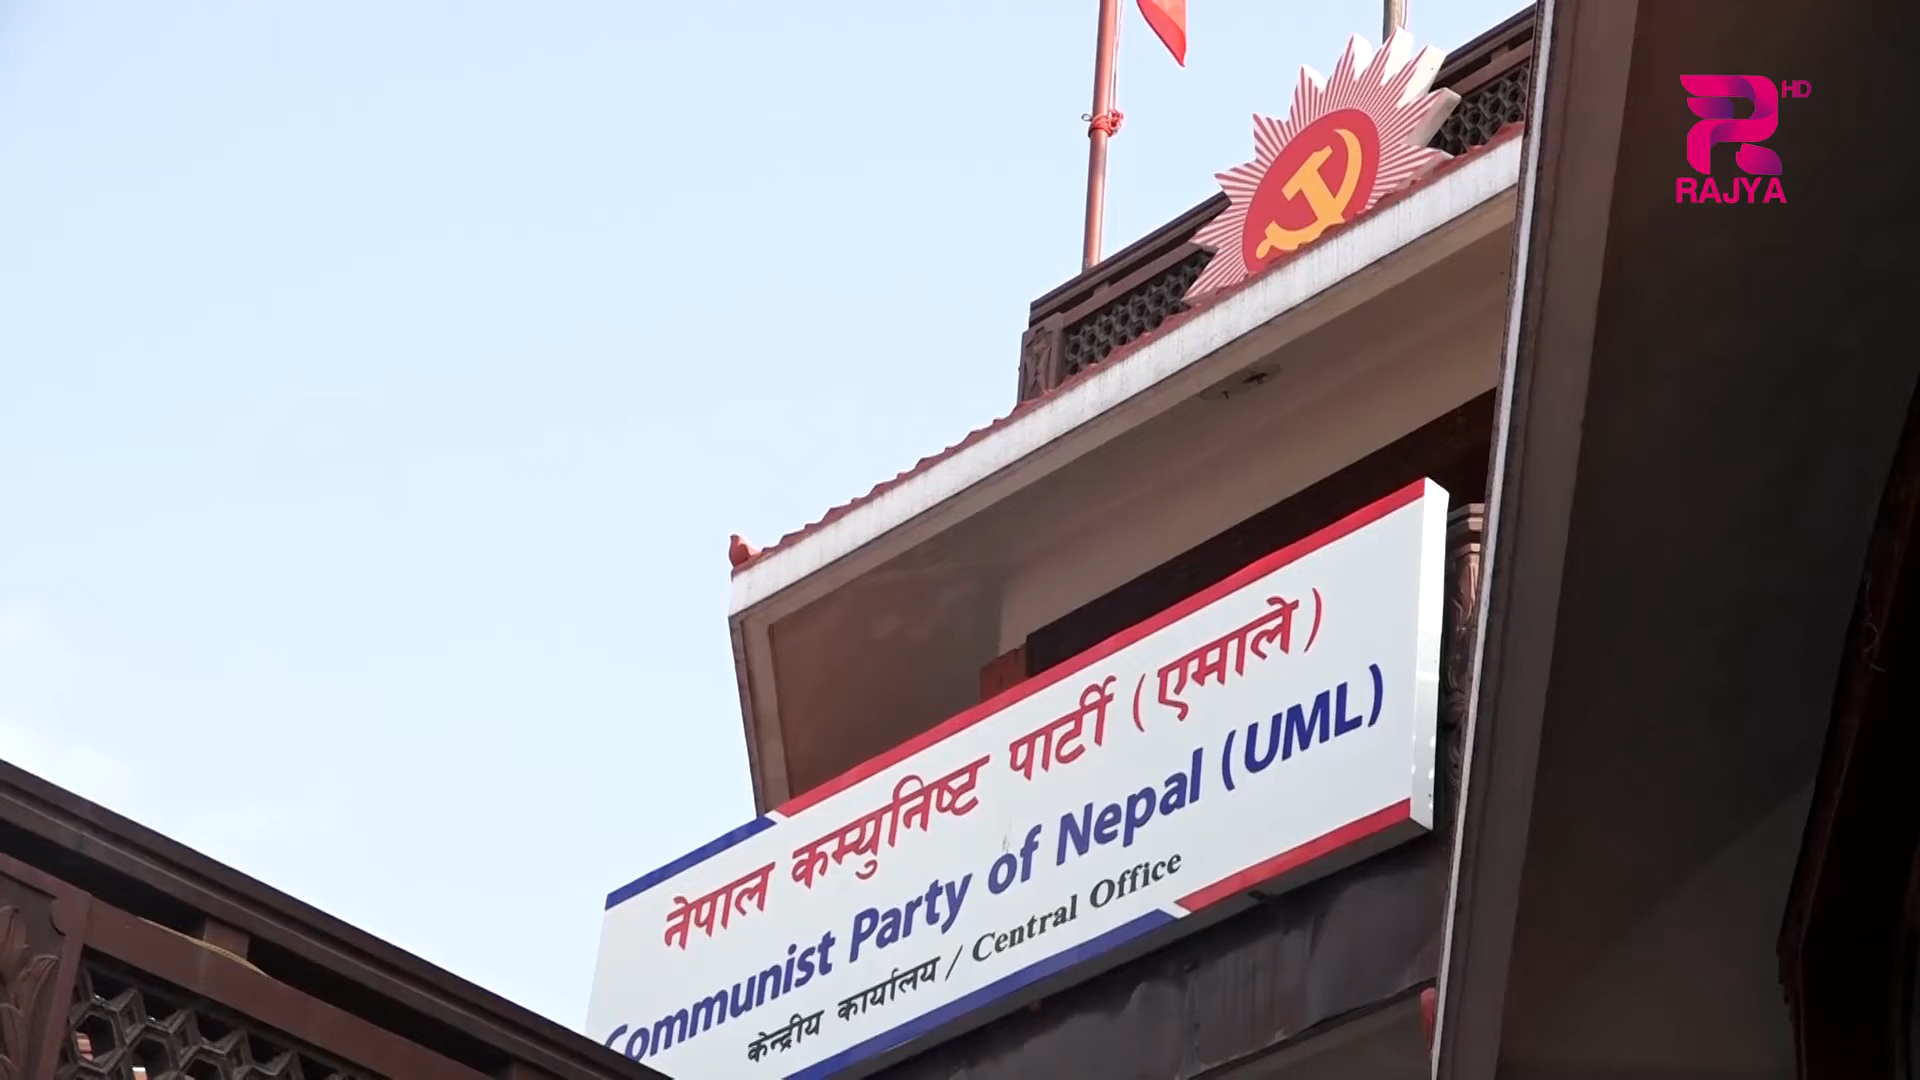 HD
RAJYA
नेपाल कम्युनिष्ट पार्टी (एमाले)
Communist Party of Nepal (UML)
केन्द्रीय कार्यालय / Central Office